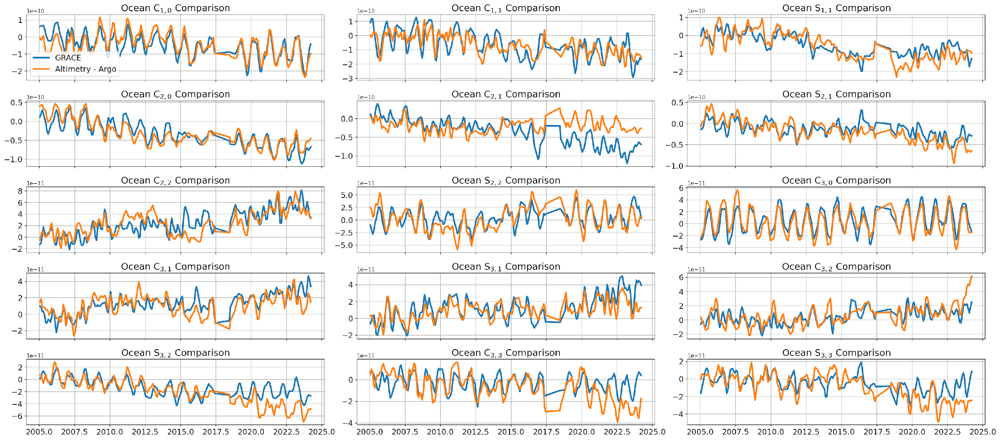 Ocean C1,0 Comparison
1e−10
1
0
−1
−2
GRACE
Altimetry - Argo
Ocean C1,1 Comparison
1e−10
1
0
−1
−2
−3
Ocean S1,1 Comparison
1e−10
1
0
−1
−2
Ocean C2,0 Comparison
1e−10
0.5
0.0
−0.5
−1.0
Ocean C2,1 Comparison
1e−10
0.0
−0.5
−1.0
Ocean S2,1 Comparison
1e−10
0.5
0.0
−0.5
−1.0
Ocean C2,2 Comparison
1e−11
8
6
4
2
0
−2
Ocean S2,2 Comparison
1e−11
5.0
2.5
0.0
−2.5
−5.0
Ocean C3,0 Comparison
1e−11
6
4
2
0
−2
−4
Ocean C3,1 Comparison
1e−11
4
2
0
−2
Ocean S3,1 Comparison
1e−11
4
2
0
−2
Ocean C3,2 Comparison
1e−11
6
4
2
0
−2
Ocean S3,2 Comparison
1e−11
2
0
−2
−4
−6
2005.0 2007.5 2010.0 2012.5 2015.0 2017.5 2020.0 2022.5 2025.0
Ocean C3,3 Comparison
1e−11
0
−2
−4
2005.0 2007.5 2010.0 2012.5 2015.0 2017.5 2020.0 2022.5 2025.0
Ocean S3,3 Comparison
1e−11
2
0
−2
−4
2005.0 2007.5 2010.0 2012.5 2015.0 2017.5 2020.0 2022.5 2025.0